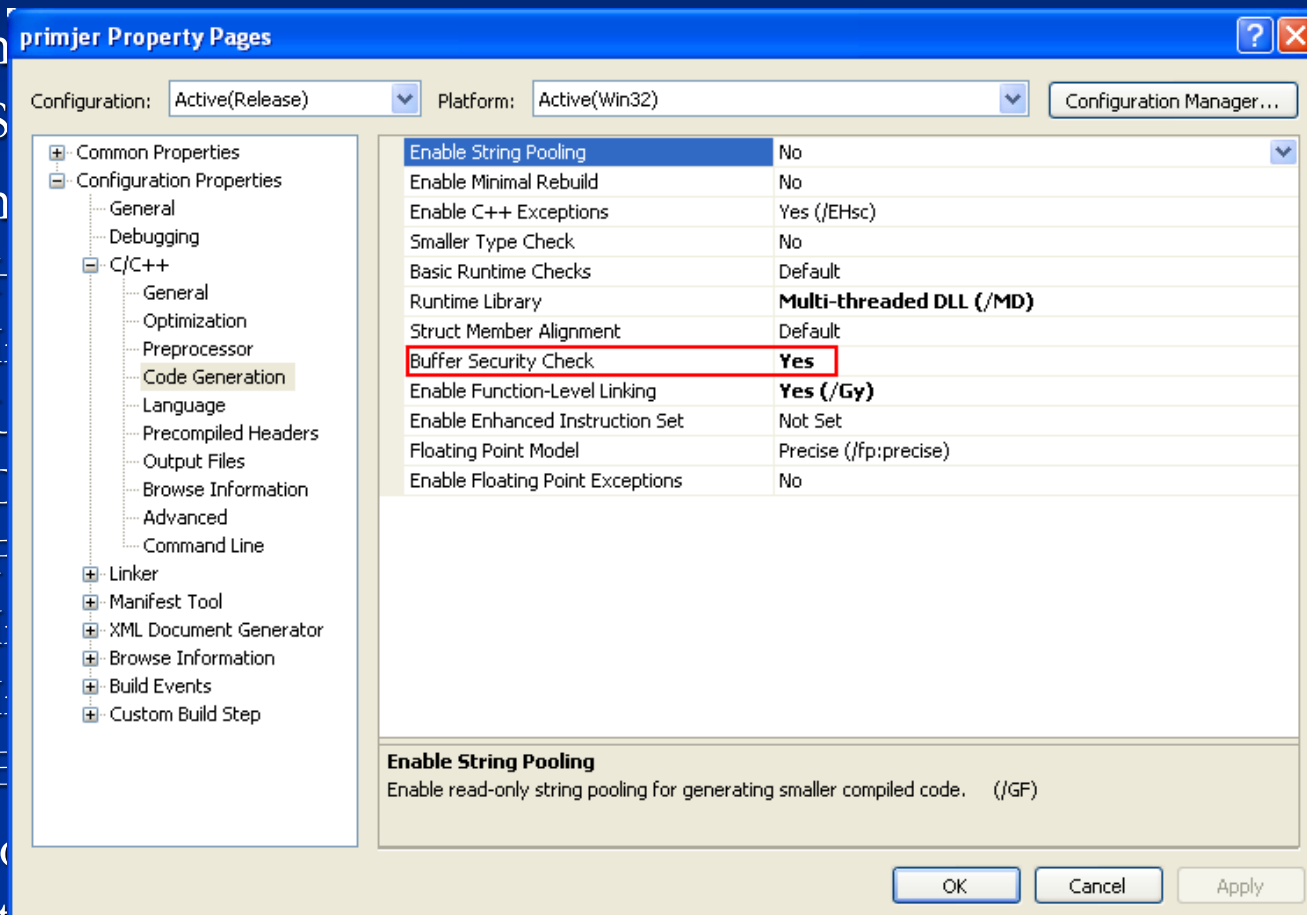 primjer Property Pages
Configuration: Active(Release) Platform: Active(Win32) Configuration Manager...
Common Properties
Configuration Properties
General
Debugging
C/C++
General
Optimization
Preprocessor
Code Generation
Language
Precompiled Headers
Output Files
Browse Information
Advanced
Command Line
Linker
Manifest Tool
XML Document Generator
Browse Information
Build Events
Custom Build Step
Enable String Pooling No
Enable Minimal Rebuild No
Enable C++ Exceptions Yes (/EHsc)
Smaller Type Check No
Basic Runtime Checks Default
Runtime Library Multi-threaded DLL (/MD)
Struct Member Alignment Default
Buffer Security Check Yes
Enable Function-Level Linking Yes (/Gy)
Enable Enhanced Instruction Set Not Set
Floating Point Model Precise (/fp:precise)
Enable Floating Point Exceptions No
Enable String Pooling
Enable read-only string pooling for generating smaller compiled code. (/GF)
OK Cancel Apply